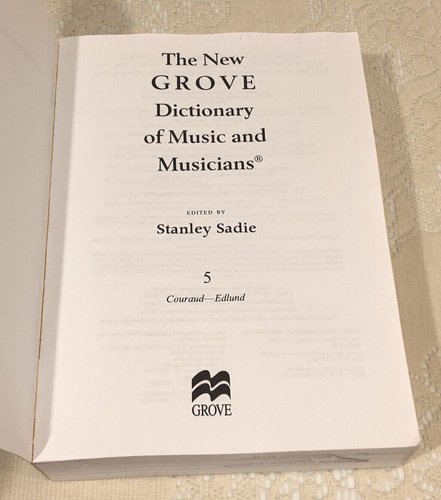 The New
GROVE
Dictionary
of Music and
Musicians®
EDITED BY
Stanley Sadie
5
Couraud—Edlund
GROVE